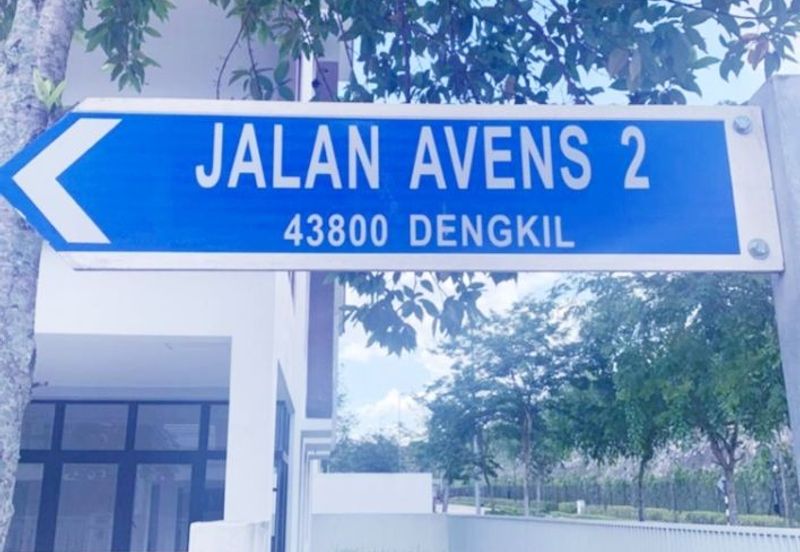 JALAN AVENS 2
43800 DENGKIL